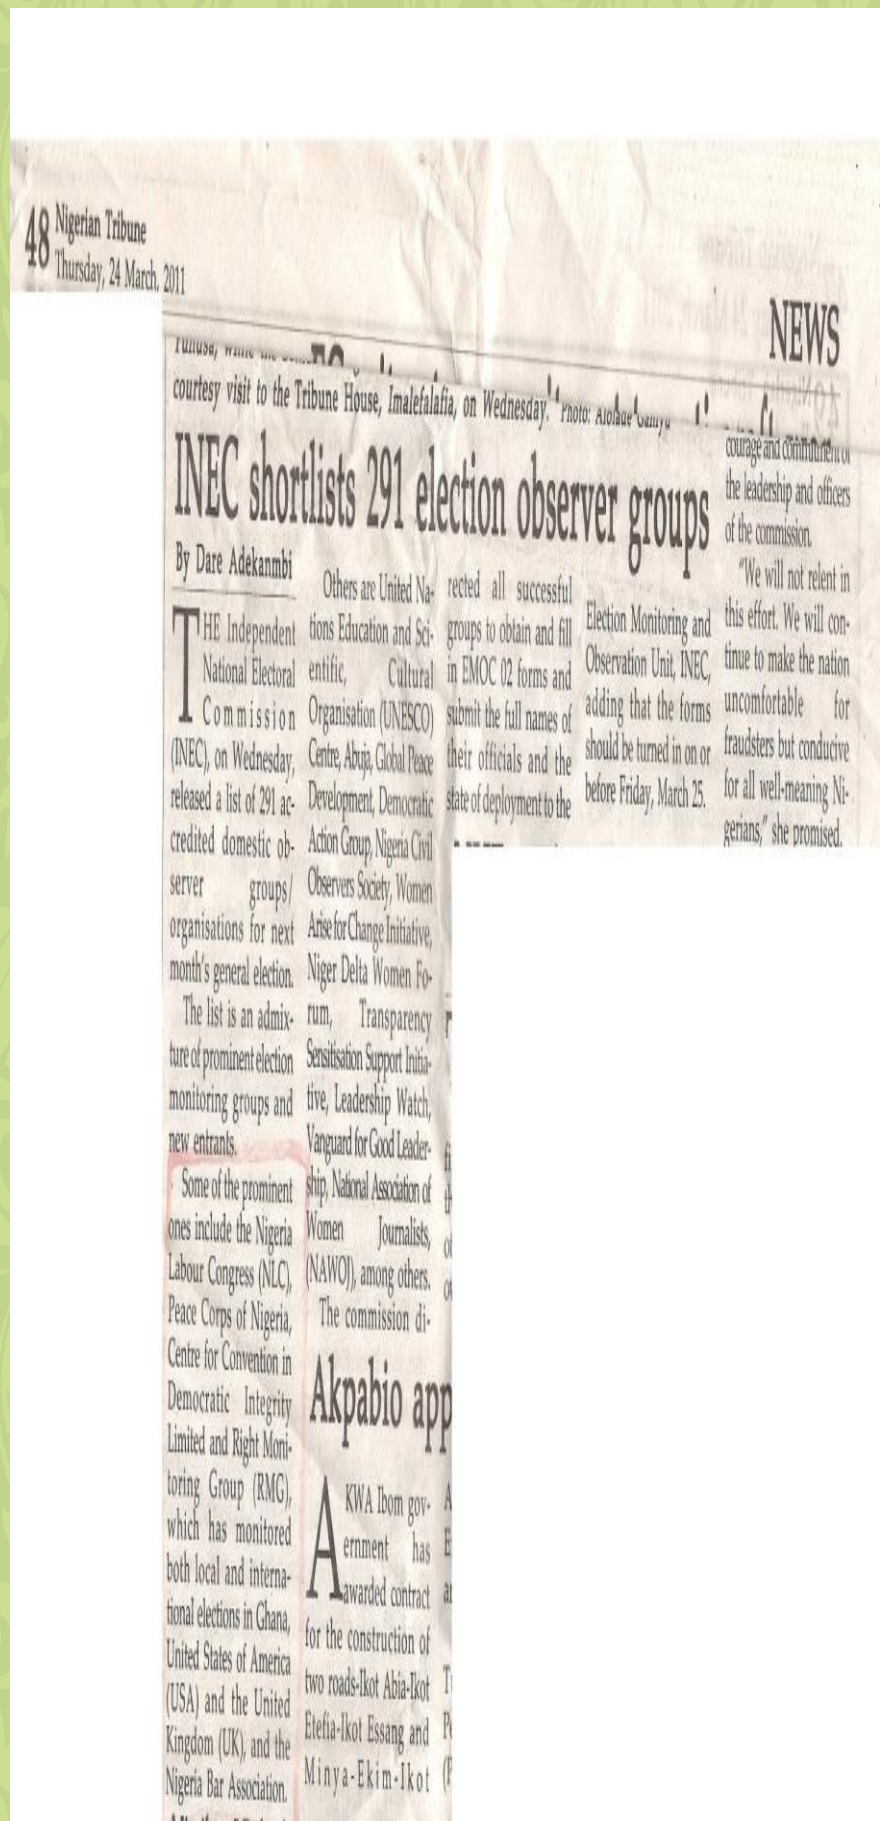 48 Nigerian Tribune
Thursday, 24 March, 2011
NEWS
courtesy visit to the Tribune House, Imalefalafia, on Wednesday. Photo:
INEC shortlists 291 election observer groups
By Dare Adekanmbi
THE Independent
National Electoral
Commission
(INEC), on Wednesday,
released a list of 291 ac-
credited domestic ob-
server groups/
organisations for next
month's general election.
The list is an admix-
ture of prominent election
monitoring groups and
new entrants.
Some of the prominent
ones include the Nigeria
Labour Congress (NLC),
Peace Corps of Nigeria,
Centre for Convention in
Democratic Integrity
Limited and Right Moni-
toring Group (RMG),
which has monitored
both local and interna-
tional elections in Ghana,
United States of America
(USA) and the United
Kingdom (UK), and the
Nigeria Bar Association.
Others are United Na-
tions Education and Sci-
entific, Cultural
Organisation (UNESCO)
Centre, Abuja, Global Peace
Development, Democratic
Action Group, Nigeria Civil
Observers Society, Women
Arise for Change Initiative,
Niger Delta Women Fo-
rum, Transparency
Sensitisation Support Initia-
tive, Leadership Watch,
Vanguard for Good Leader-
ship, National Association of
Women Journalists,
(NAWOJ), among others.
The commission di-
rected all successful
groups to obtain and fill
in EMOC 02 forms and
submit the full names of
their officials and the
state of deployment to the
Election Monitoring and
Observation Unit, INEC,
adding that the forms
should be turned in on or
before Friday, March 25.
courage and commitment of
the leadership and officers
of the commission.
"We will not relent in
this effort. We will con-
tinue to make the nation
uncomfortable for
fraudsters but conducive
for all well-meaning Ni-
gerians," she promised.
Akpabio app
AKWA Ibom gov-
ernment has
awarded contract
for the construction of
two roads-Ikot Abia-Ikot
Etefia-Ikot Essang and
Minya-Ekim-Ikot